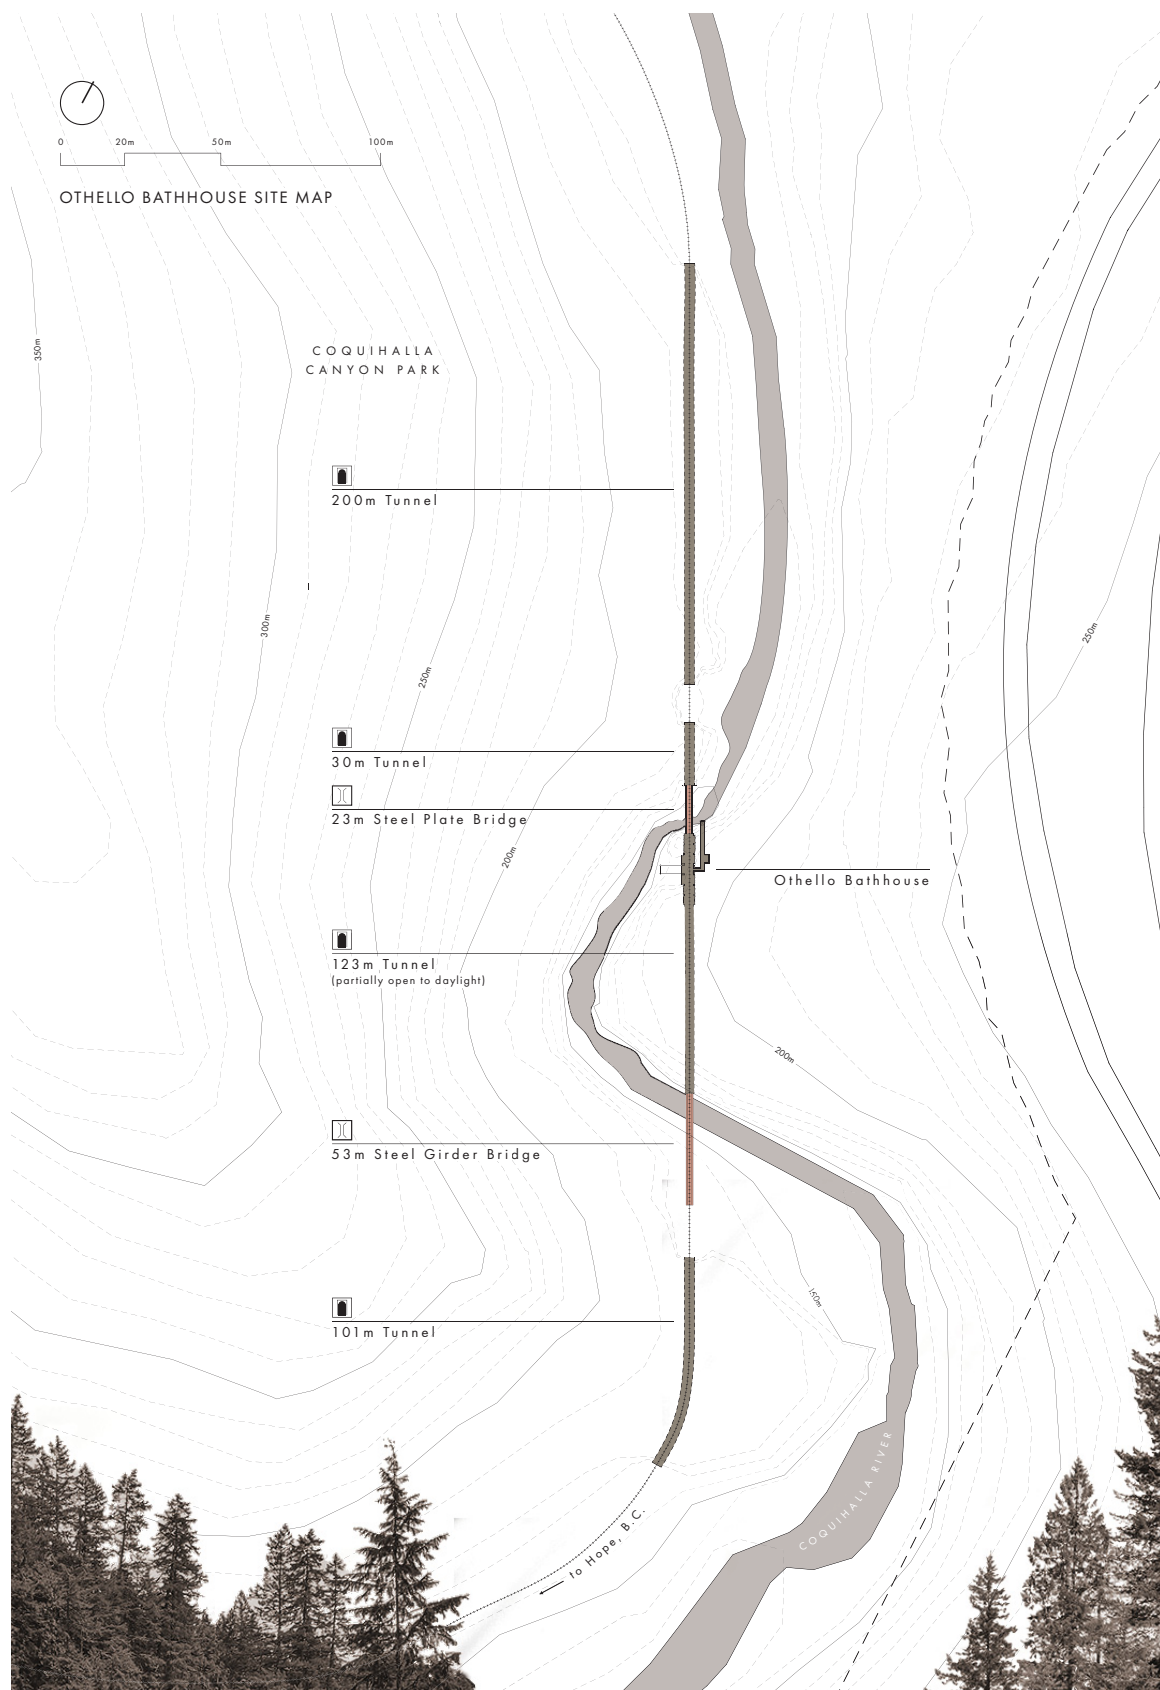 0 20m 50m 100m
OTHELLO BATHHOUSE SITE MAP
350m
COQUIHALLA
CANYON PARK
200m Tunnel
300m
250m
250m
30m Tunnel
23m Steel Plate Bridge
200m
Othello Bathhouse
123m Tunnel
(partially open to daylight)
200m
53m Steel Girder Bridge
150m
101m Tunnel
COQUIHALLA RIVER
to Hope, B.C.